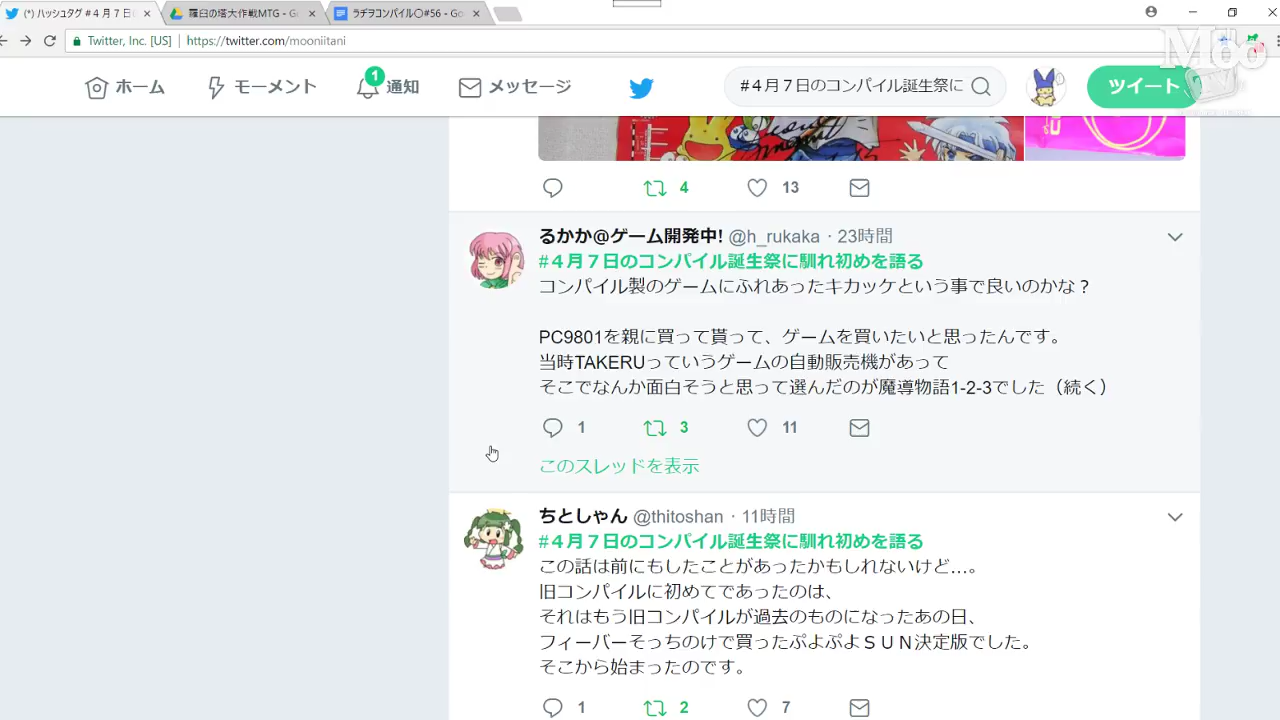 (*) ハッシュタグ # 4 月 7 日
羅臼の塔大作戦MTG - Go
ラヂヲコンパイル〇#56 - Go
Twitter, Inc. [US] | https://twitter.com/mooniitani
Moo
ホーム
モーメント
1
通知
メッセージ
#４月７日のコンパイル誕生祭に
ツイート
4
13
るかか@ゲーム開発中! @h_rukaka · 23時間
#４月７日のコンパイル誕生祭に馴れ初めを語る
コンパイル製のゲームにふれあったキカッケという事で良いのかな？
PC9801を親に買って貰って、ゲームを買いたいと思ったんです。
当時TAKERUっていうゲームの自動販売機があって
そこでなんか面白そうと思って選んだのが魔導物語1-2-3でした（続く）
1
3
11
このスレッドを表示
ちとしゃん @thitoshan · 11時間
#４月７日のコンパイル誕生祭に馴れ初めを語る
この話は前にもしたことがあったかもしれないけど…。
旧コンパイルに初めてであったのは、
それはもう旧コンパイルが過去のものになったあの日、
フィーバーそっちのけで買ったぷよぷよＳＵＮ決定版でした。
そこから始まったのです。
1
2
7